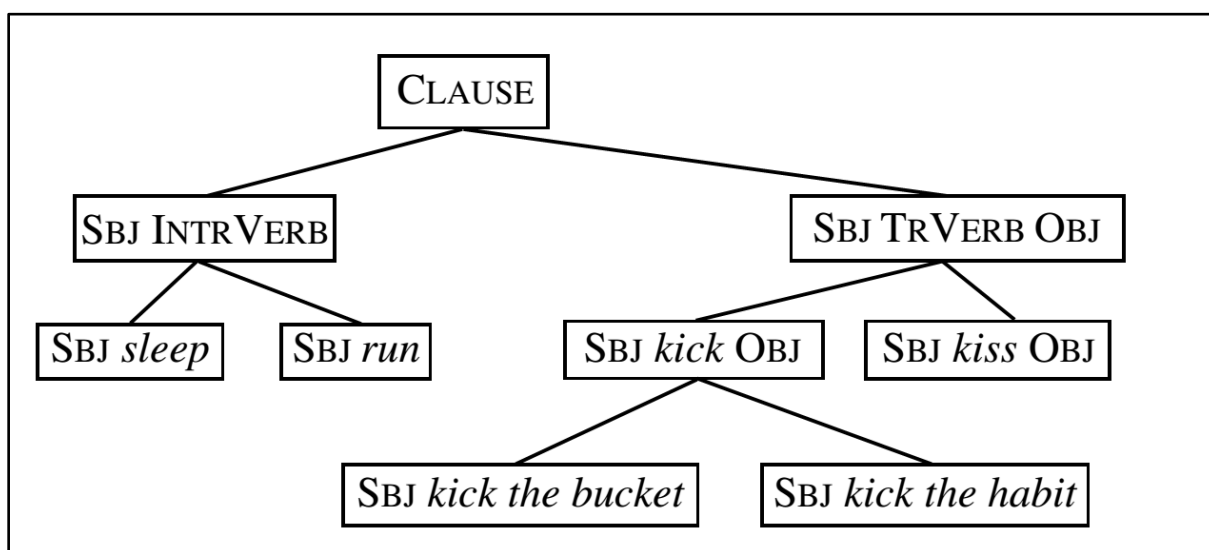 CLAUSE
SBJ INTRVERB
SBJ TRVERB OBJ
SBJ sleep
SBJ run
SBJ kick OBJ
SBJ kiss OBJ
SBJ kick the bucket
SBJ kick the habit